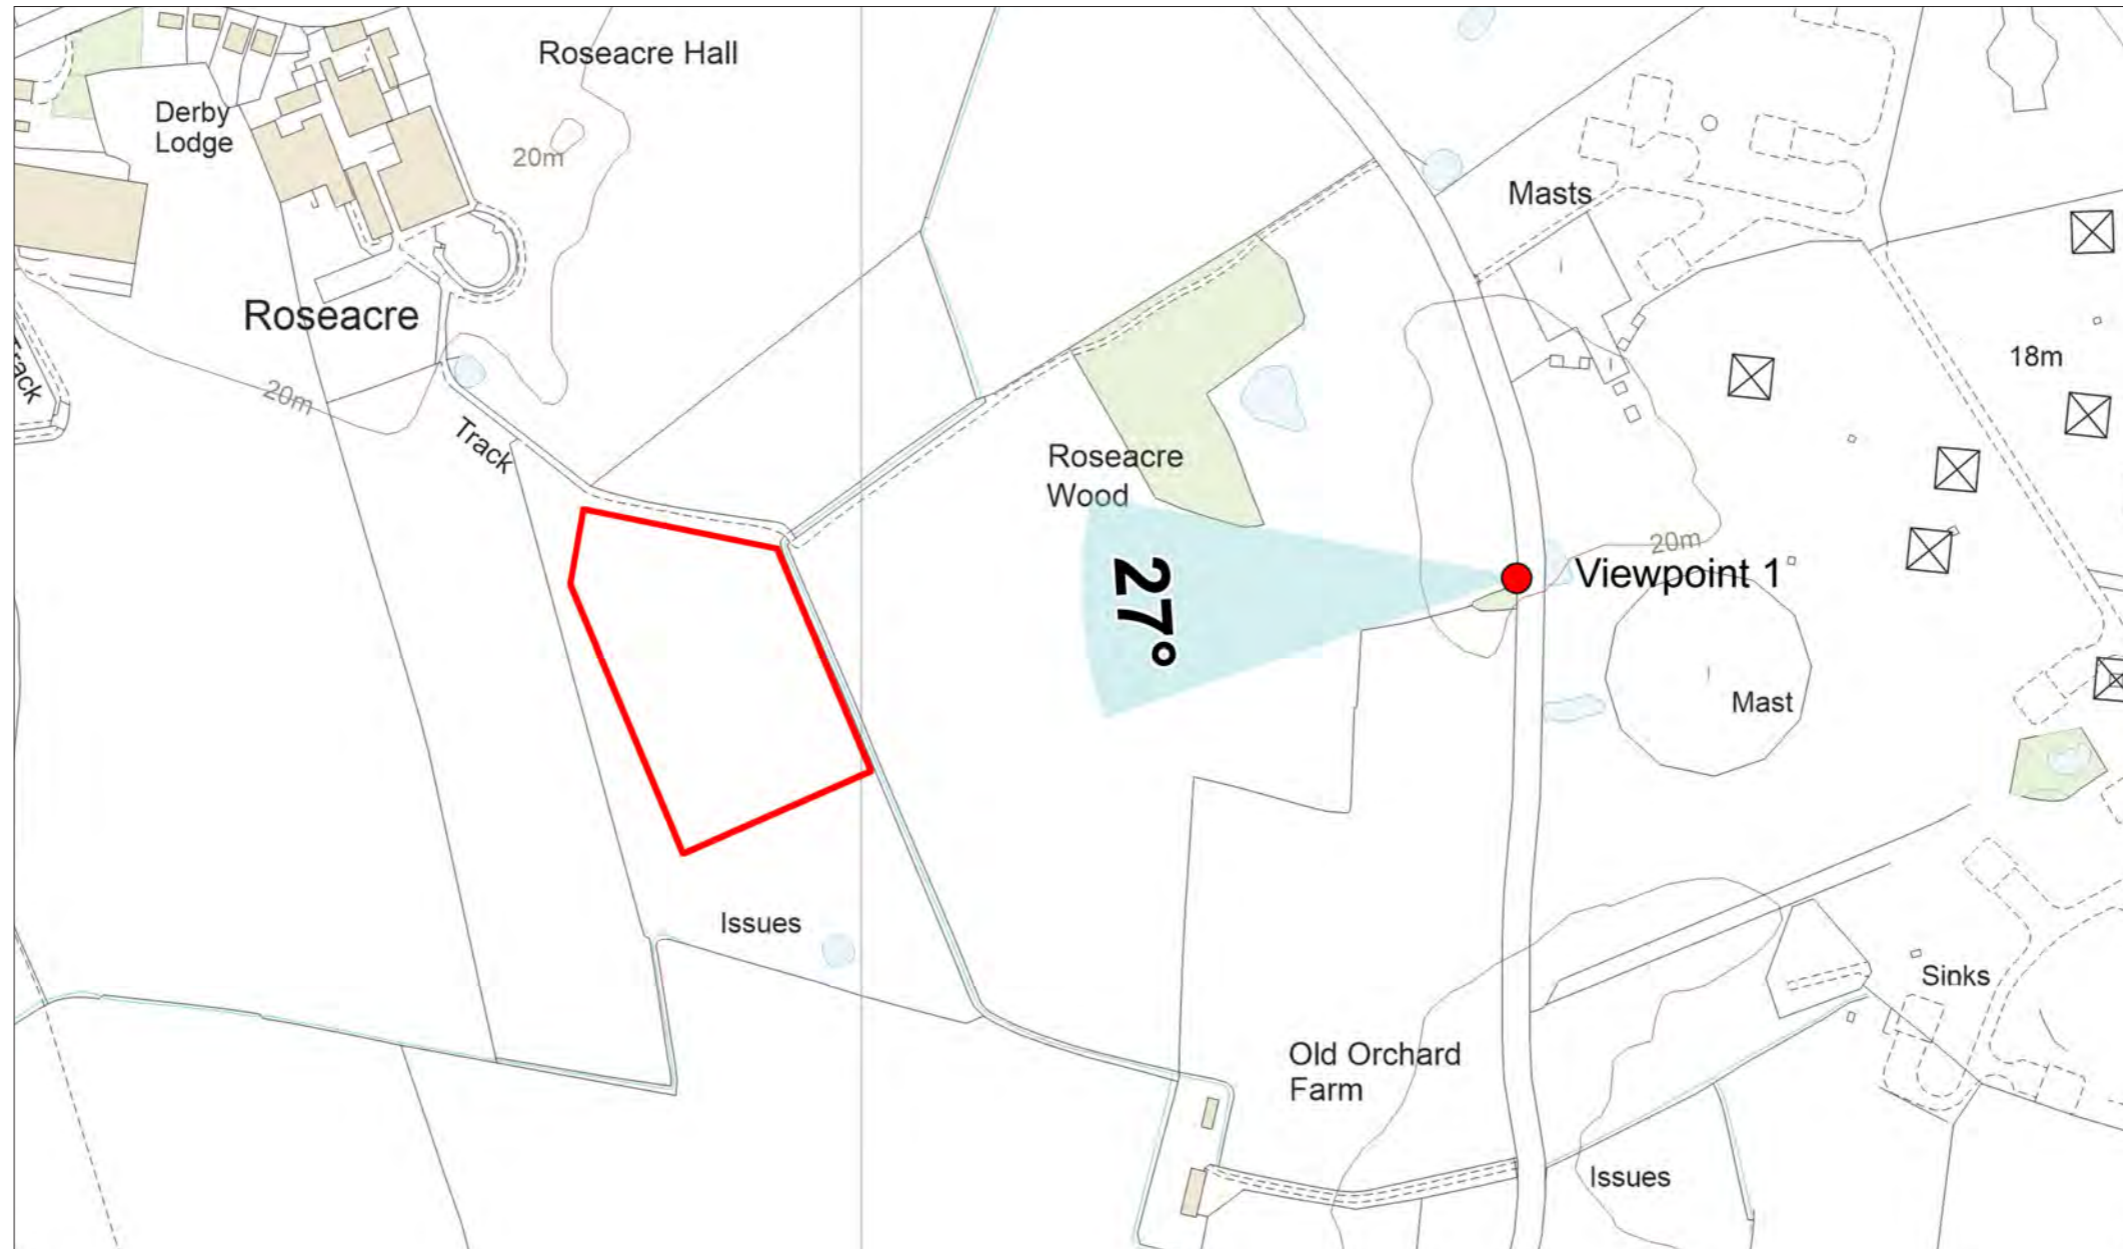 Roseacre Hall
Derby
Lodge
20m
Masts
Roseacre
18m
Track
20m
Track
Roseacre
Wood
20m
27°
Viewpoint 1
Mast
Issues
Sinks
Old Orchard
Farm
Issues